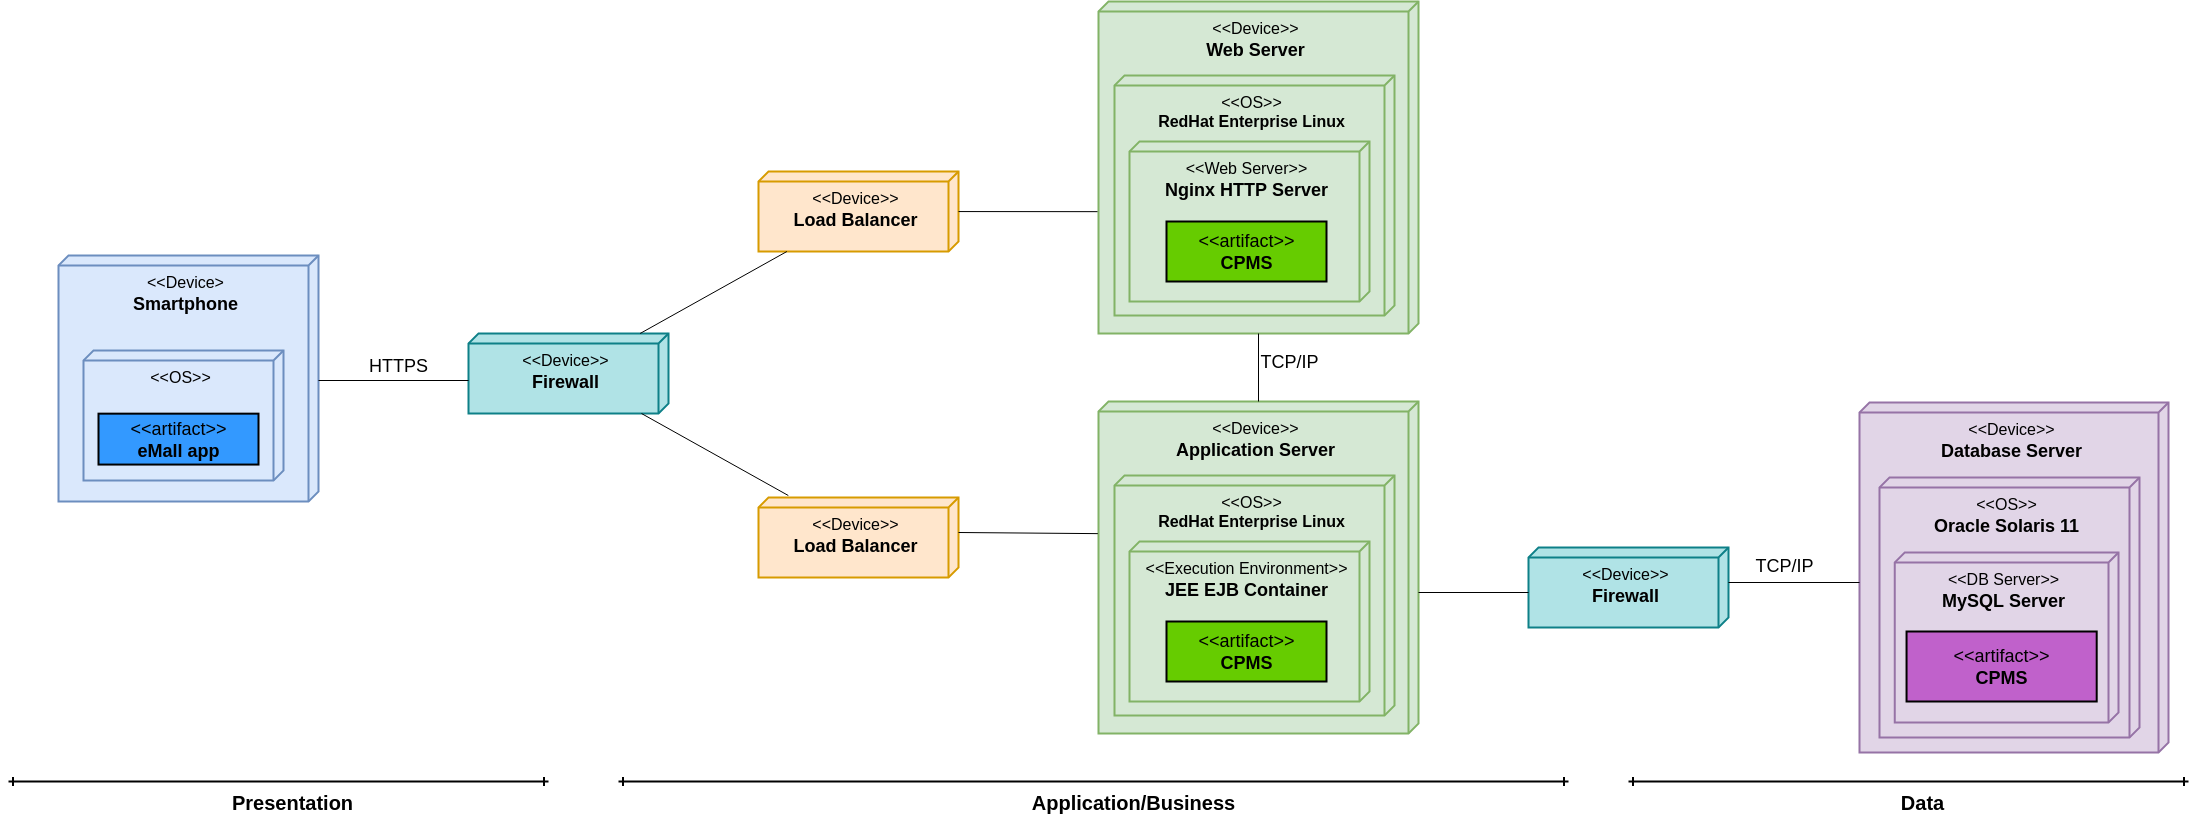 <<Device>
Smartphone
<<OS>>
<<artifact>>
eMall app
HTTPS
<<Device>>
Firewall
<<Device>>
Load Balancer
<<Device>>
Load Balancer
<<Device>>
Web Server
<<OS>>
RedHat Enterprise Linux
<<Web Server>>
Nginx HTTP Server
<<artifact>>
CPMS
TCP/IP
<<Device>>
Application Server
<<OS>>
RedHat Enterprise Linux
<<Execution Environment>>
JEE EJB Container
<<artifact>>
CPMS
<<Device>>
Firewall
TCP/IP
<<Device>>
Database Server
<<OS>>
Oracle Solaris 11
<<DB Server>>
MySQL Server
<<artifact>>
CPMS
Presentation
Application/Business
Data